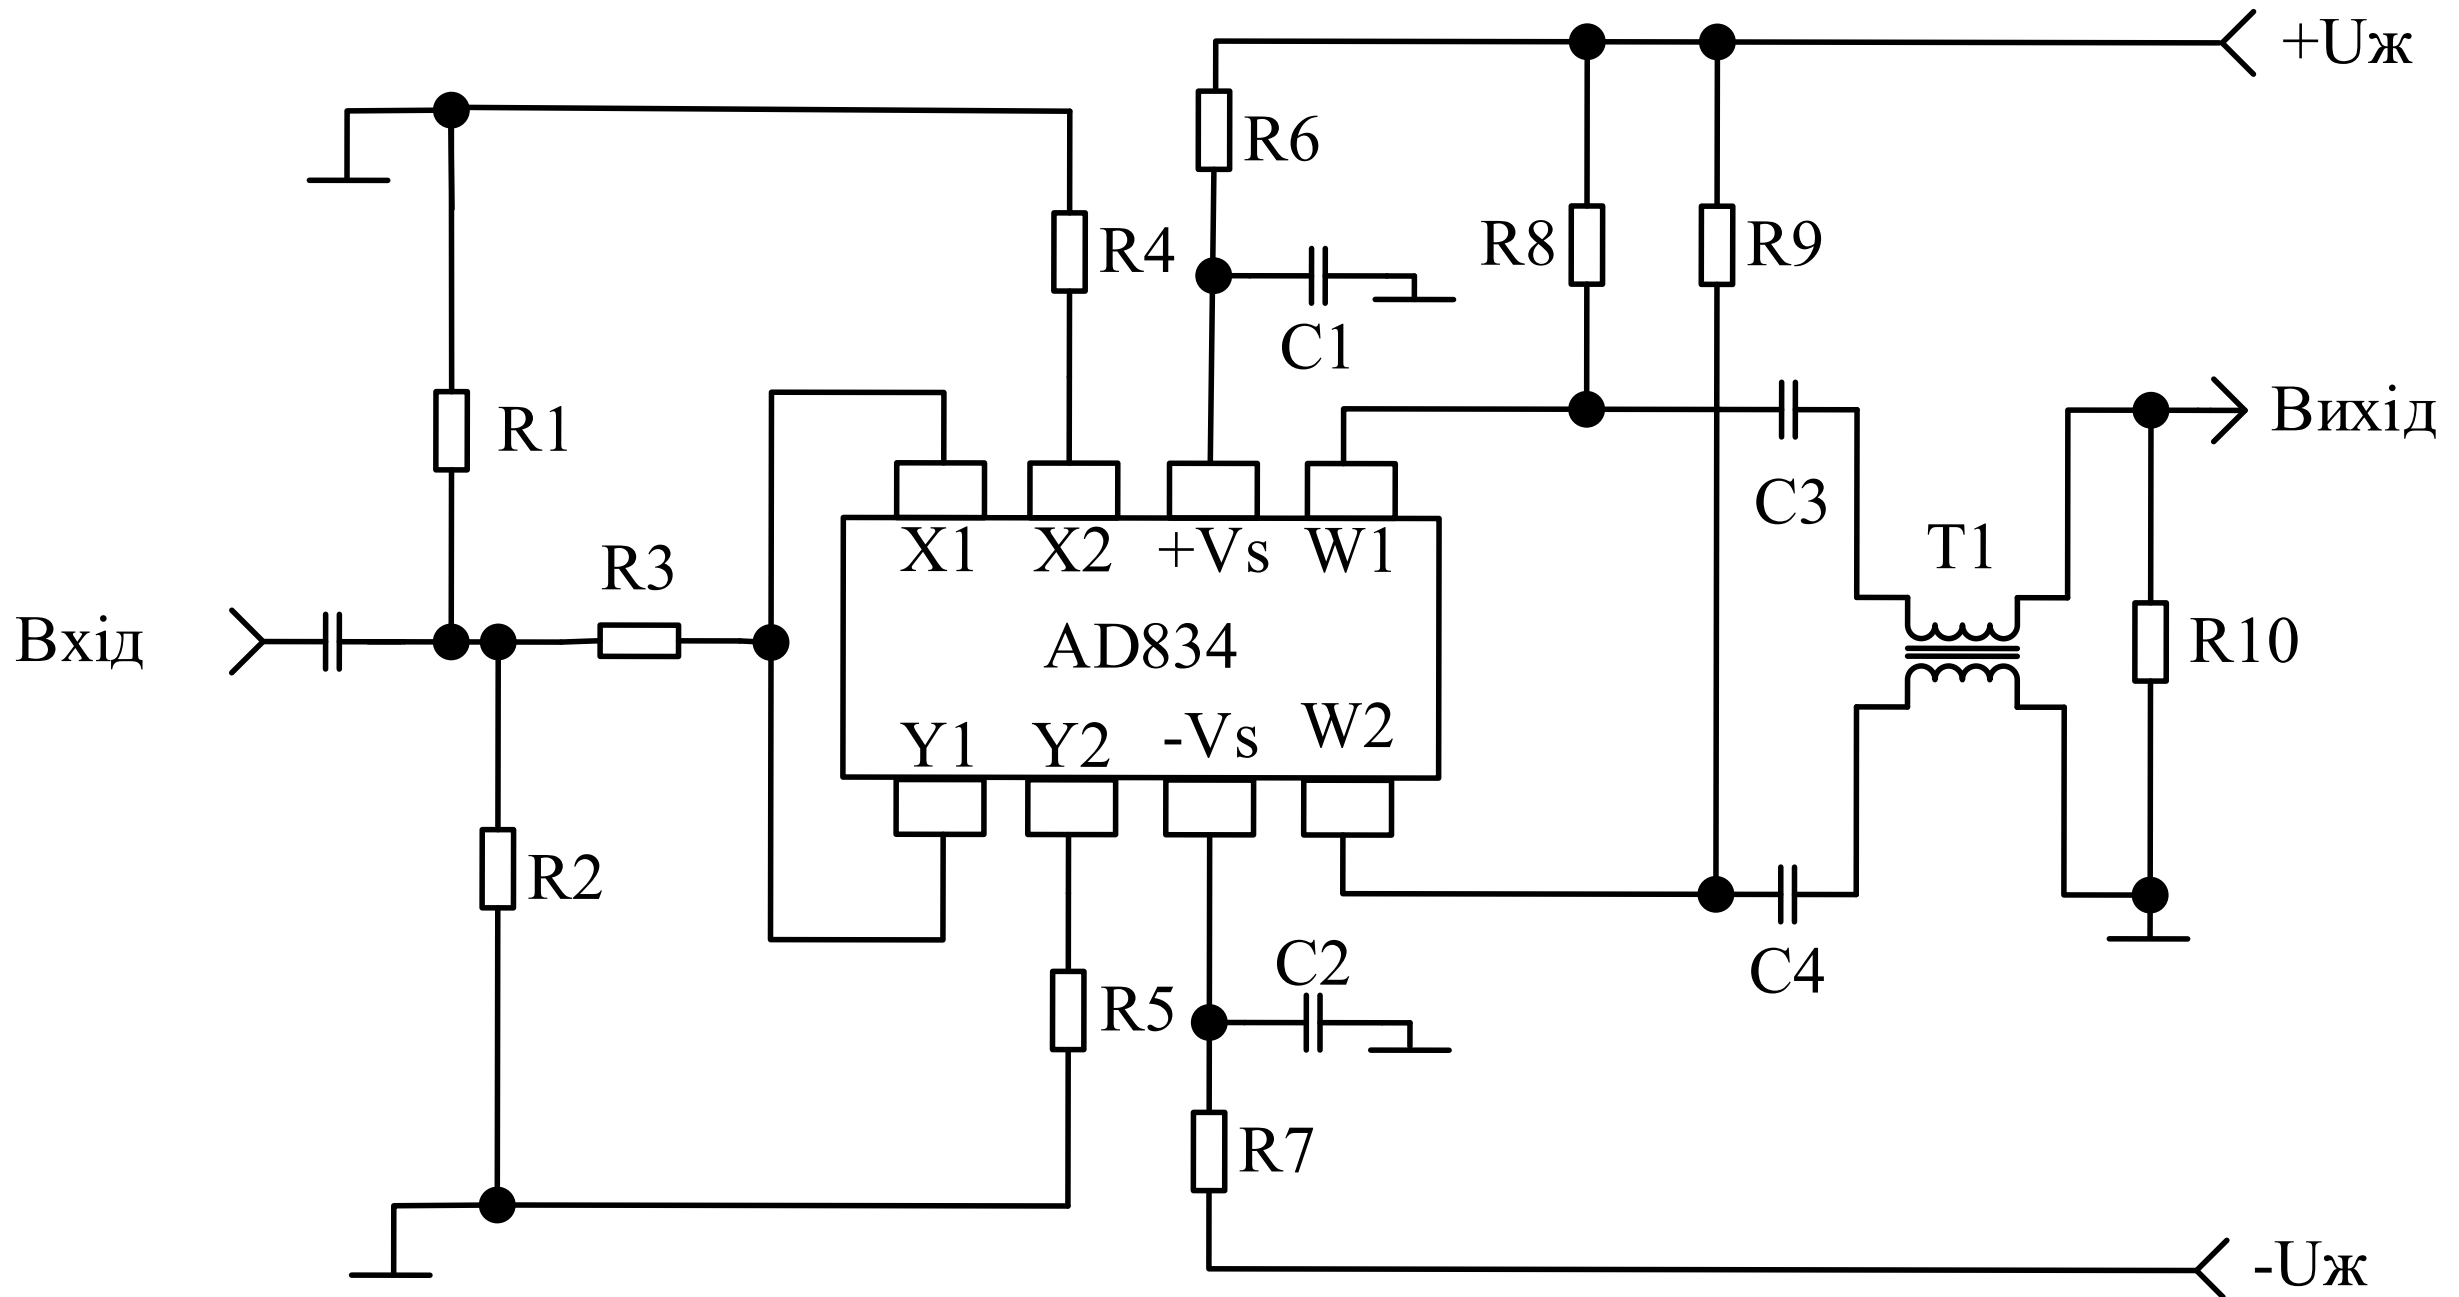 +Uж
R6
R8
R9
R4
C1
Вихід
R1
C3
X1 X2 +Vs W1
T1
R3
Вхід
AD834
R10
Y1 Y2 -Vs W2
R2
C2
C4
R5
R7
-Uж